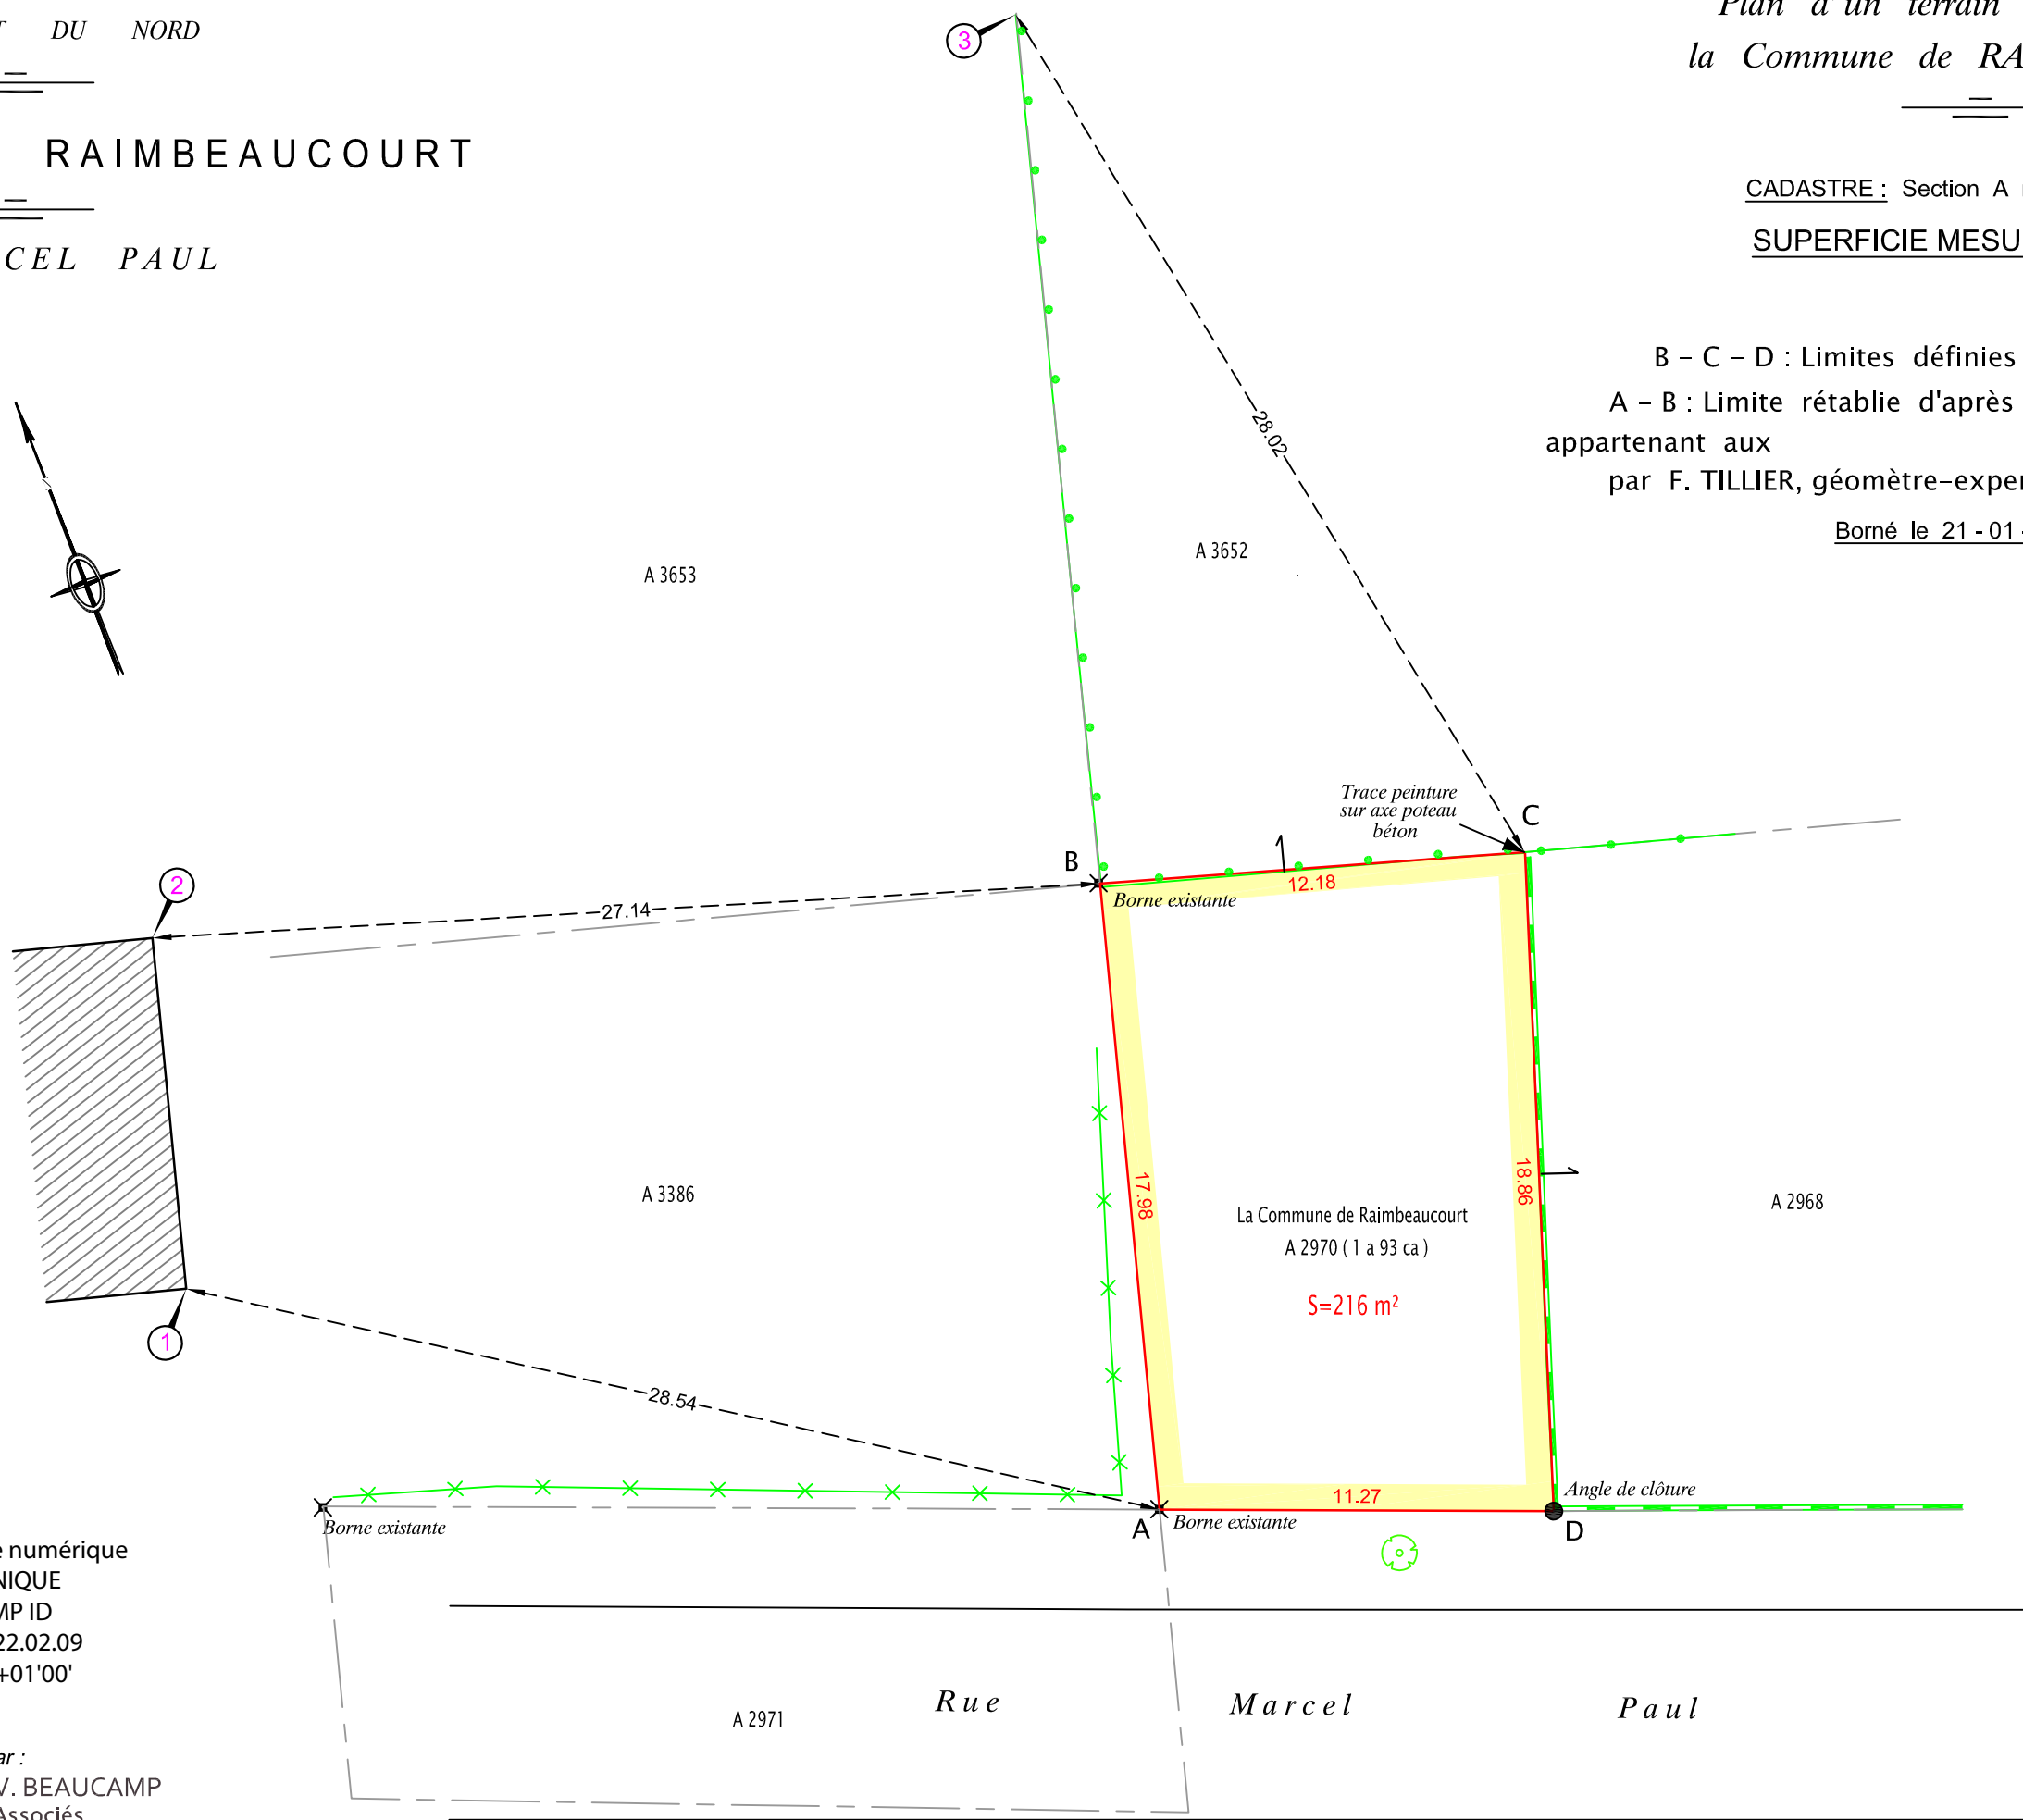 DU NORD
RAIMBEAUCOURT
CEL PAUL
Plan d'un terrain
la Commune de RA
CADASTRE : Section A
SUPERFICIE MESU
B – C – D : Limites définies
A – B : Limite rétablie d'après
appartenant aux
par F. TILLIER, géomètre–exper
Borné le 21 - 01 -
3
28.02
A 3653
A 3652
Trace peinture
sur axe poteau
béton
C
B
2
27.14
12.18
Borne existante
17.98
18.86
A 3386
A 2968
La Commune de Raimbeaucourt
A 2970 ( 1 a 93 ca )
S=216 m²
1
28.54
11.27
Angle de clôture
Borne existante
A
Borne existante
D
e numérique
NIQUE
MP ID
22.02.09
+01'00'
Rue Marcel Paul
A 2971
ar :
V. BEAUCAMP
Associés